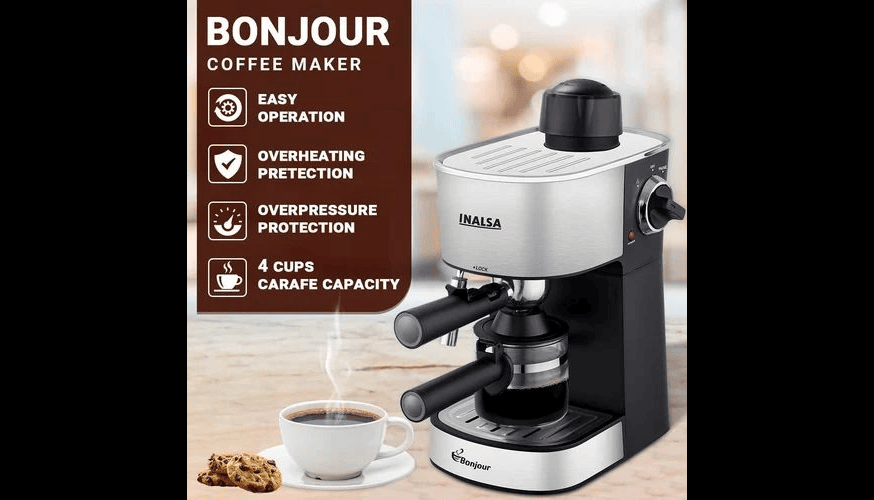 BONJOUR
COFFEE MAKER
EASY
OPERATION
OVERHEATING
PRETECTION
OVERPRESSURE
PROTECTION
4 CUPS
CARAFE CAPACITY
INALSA
LOCK
Bonjour